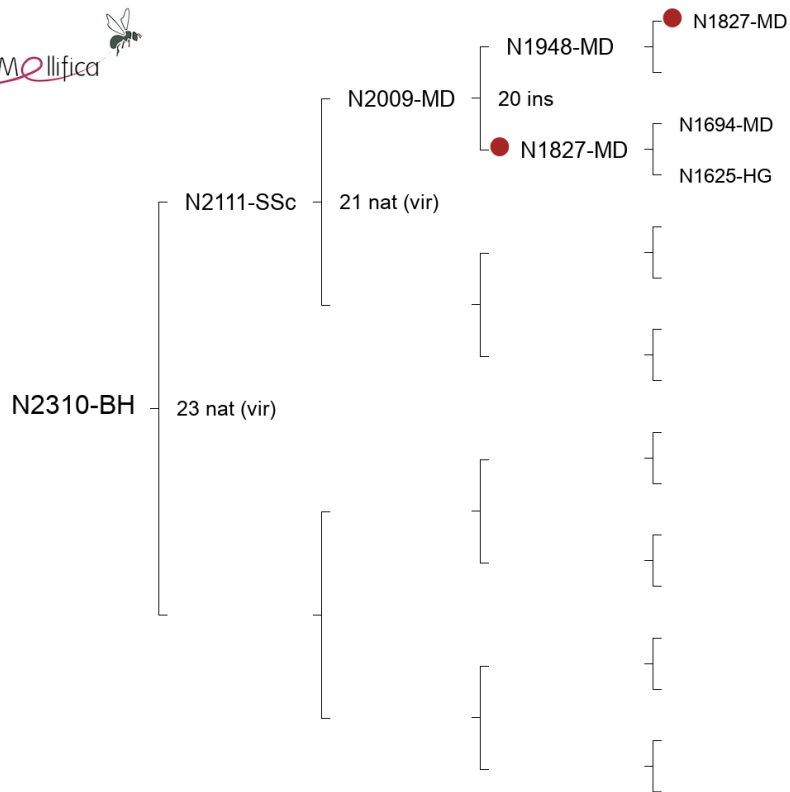 Mellifica
N1827-MD
N1948-MD
N2009-MD
20 ins
N1694-MD
N1827-MD
N1625-HG
N2111-SSc
21 nat (vir)
N2310-BH
23 nat (vir)